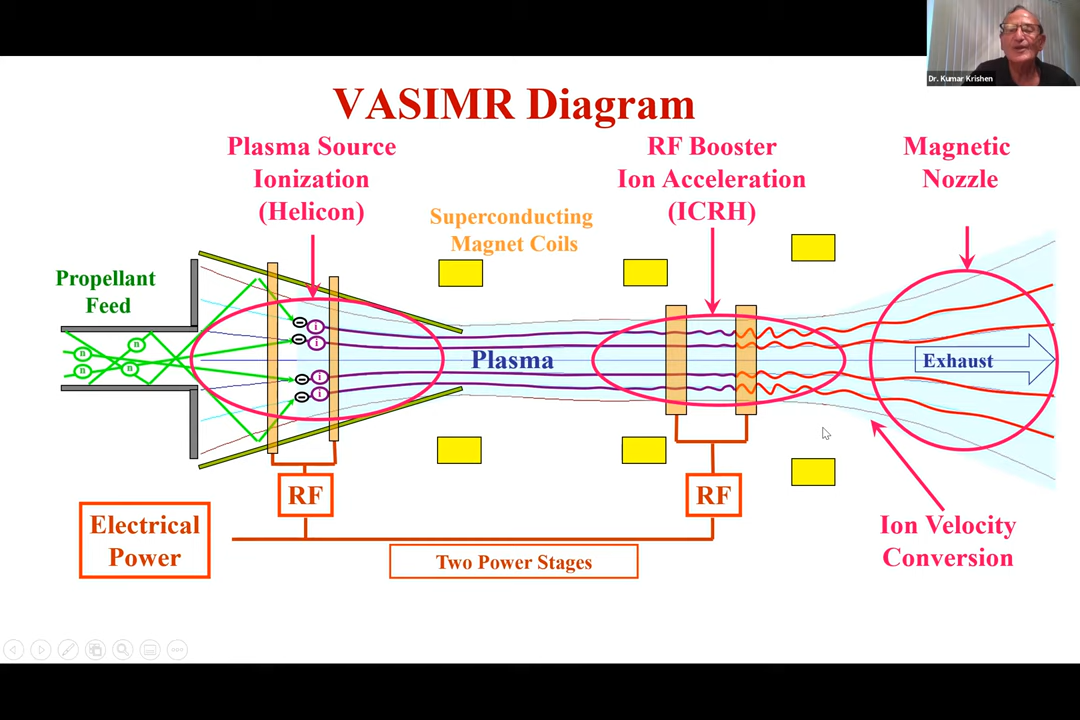 Dr. Kumar Krishen
VASIMR Diagram
Plasma Source
Ionization
(Helicon)
RF Booster
Ion Acceleration
(ICRH)
Magnetic
Nozzle
Superconducting
Magnet Coils
Propellant
Feed
n
n
n
n
i
i
i
i
Plasma
Exhaust
RF
RF
Electrical
Power
Two Power Stages
Ion Velocity
Conversion